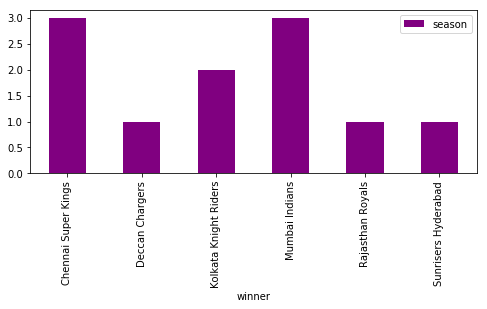 3.0
2.5
2.0
1.5
1.0
0.5
0.0
season
Chennai Super Kings
Deccan Chargers
Kolkata Knight Riders
Mumbai Indians
Rajasthan Royals
Sunrisers Hyderabad
winner